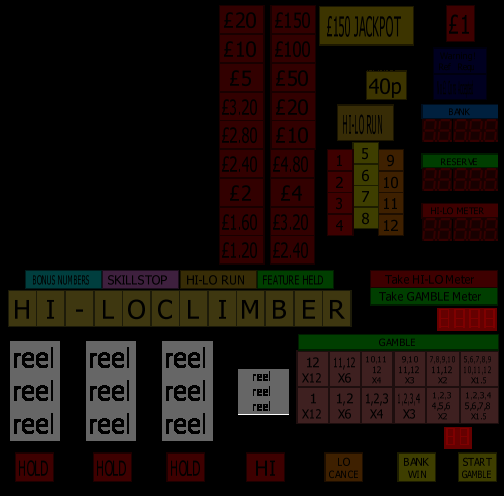 £20 £150
£10 £100
£5 £50
£3.20 £20
£2.80 £10
£2.40 £4.80
£2 £4
£1.60 £3.20
£1.20 £2.40
£150 JACKPOT
£1
40p
HI-LO RUN
1 5 9
2 6 10
3 7 11
4 8 12
BANK
RESERVE
HI-LO METER
BONUS NUMBERS SKILLSTOP HI-LO RUN FEATURE HELD
Take HI-LO Meter
Take GAMBLE Meter
HI-LOCLIMBER
GAMBLE
12 X12
11,12 X6
10,11 12 X4
9,10 11,12 X3
7,8,9,10 11,12 X2
5,6,7,8,9 10,11,12 X1.5
1 X12
1,2 X6
1,2,3 X4
1,2,3,4 X3
1,2,3 4,5,6 X2
1,2,3,4 5,6,7,8 X1.5
reel reel reel reel
reel reel reel reel
reel reel reel reel
HOLD HOLD HOLD HI
LO
CANCE
BANK
WIN
START
GAMBLE